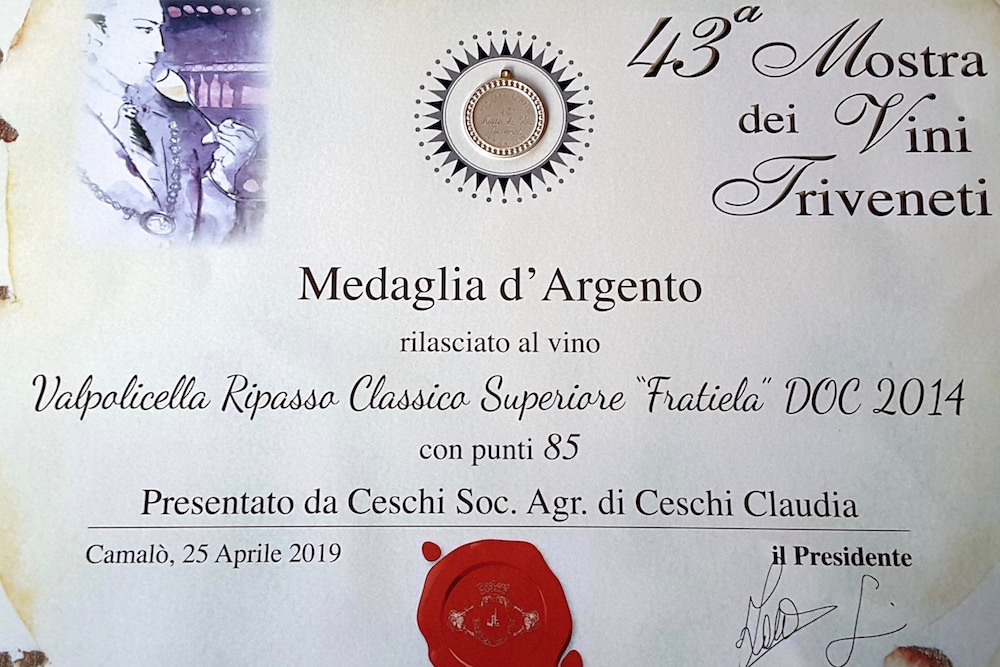 43ª Mostra
dei Vini
Triveneti
Medaglia d'Argento
rilasciato al vino
Valpolicella Ripasso Classico Superiore "Fratiela" DOC 2014
con punti 85
Presentato da Ceschi Soc. Agr. di Ceschi Claudia
Camalò, 25 Aprile 2019
il Presidente